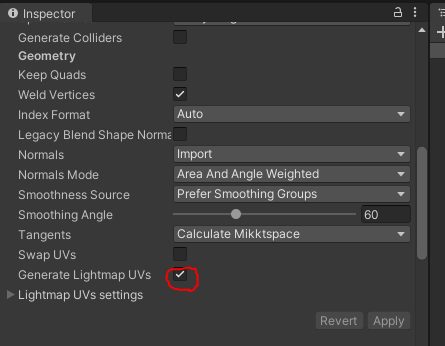 Inspector
Generate Colliders
Geometry
Keep Quads
Weld Vertices
Index Format Auto
Legacy Blend Shape Norma
Normals Import
Normals Mode Area And Angle Weighted
Smoothness Source Prefer Smoothing Groups
Smoothing Angle 60
Tangents Calculate Mikktspace
Swap UVs
Generate Lightmap UVs
Lightmap UVs settings
Revert Apply